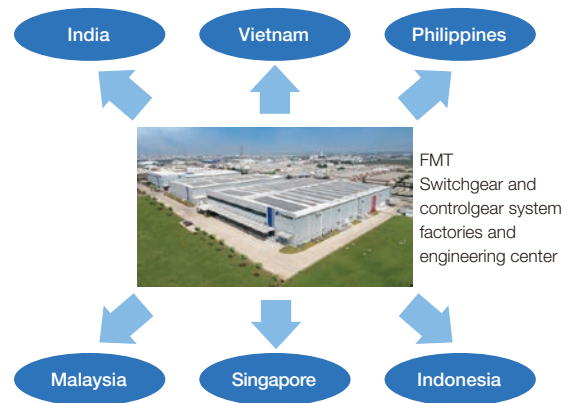 India
Vietnam
Philippines
FMT
Switchgear and
controlgear system
factories and
engineering center
Malaysia
Singapore
Indonesia